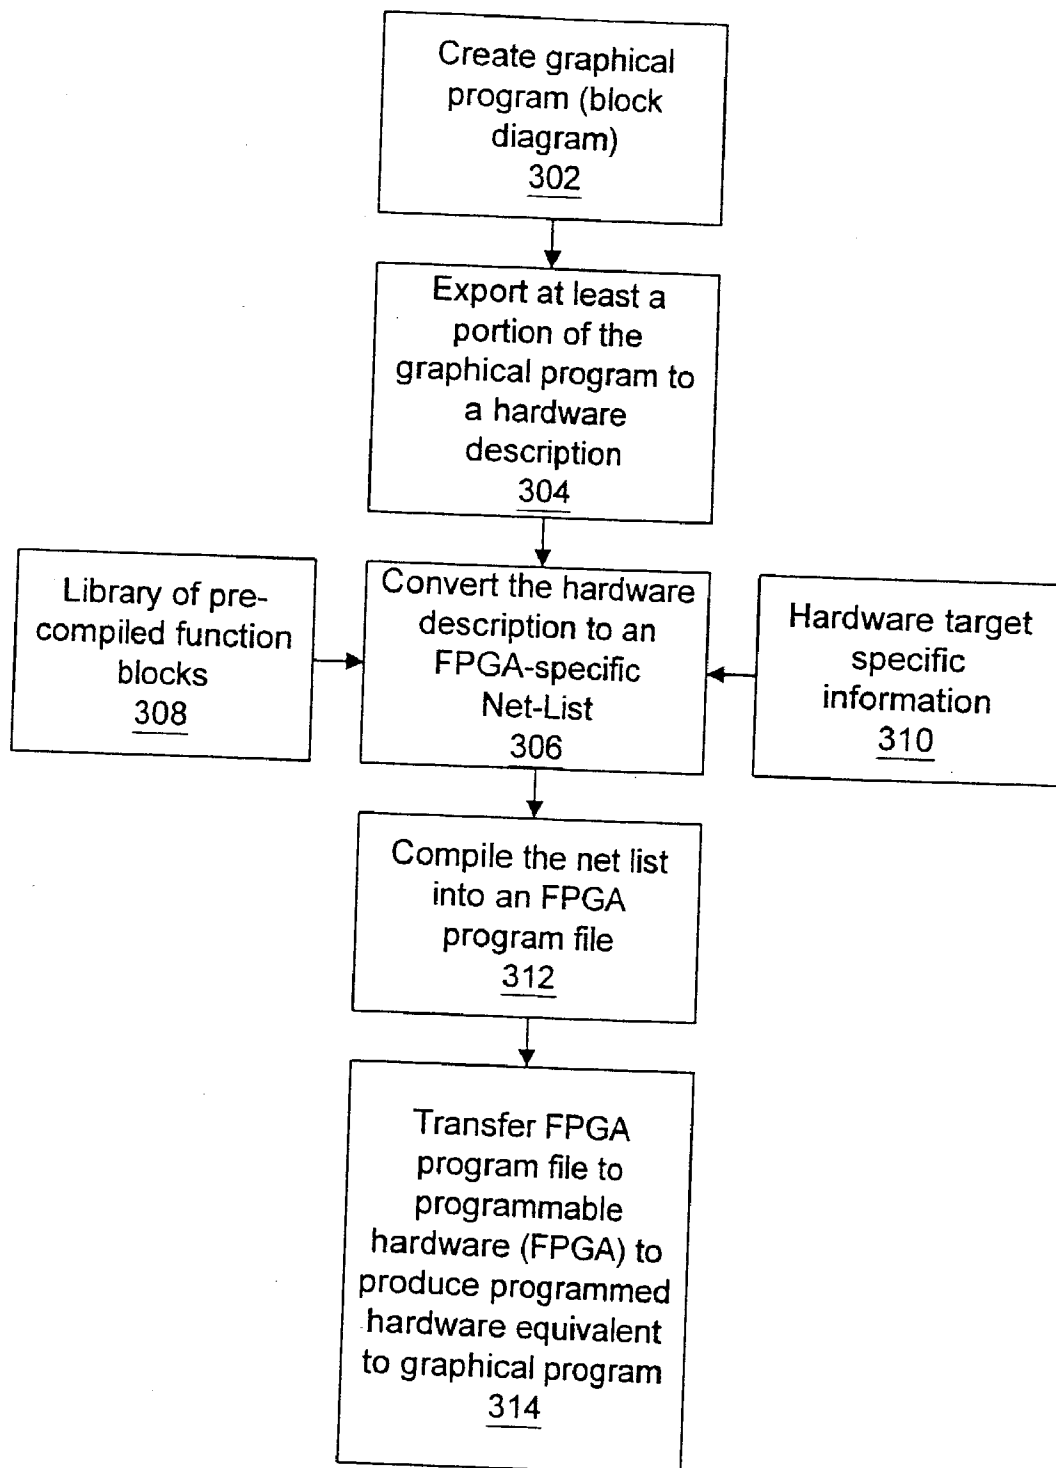 Create graphical
program (block
diagram)
302
Export at least a
portion of the
graphical program to
a hardware
description
304
Library of pre-
compiled function
blocks
308
Convert the hardware
description to an
FPGA-specific
Net-List
306
Hardware target
specific
information
310
Compile the net list
into an FPGA
program file
312
Transfer FPGA
program file to
programmable
hardware (FPGA) to
produce programmed
hardware equivalent
to graphical program
314